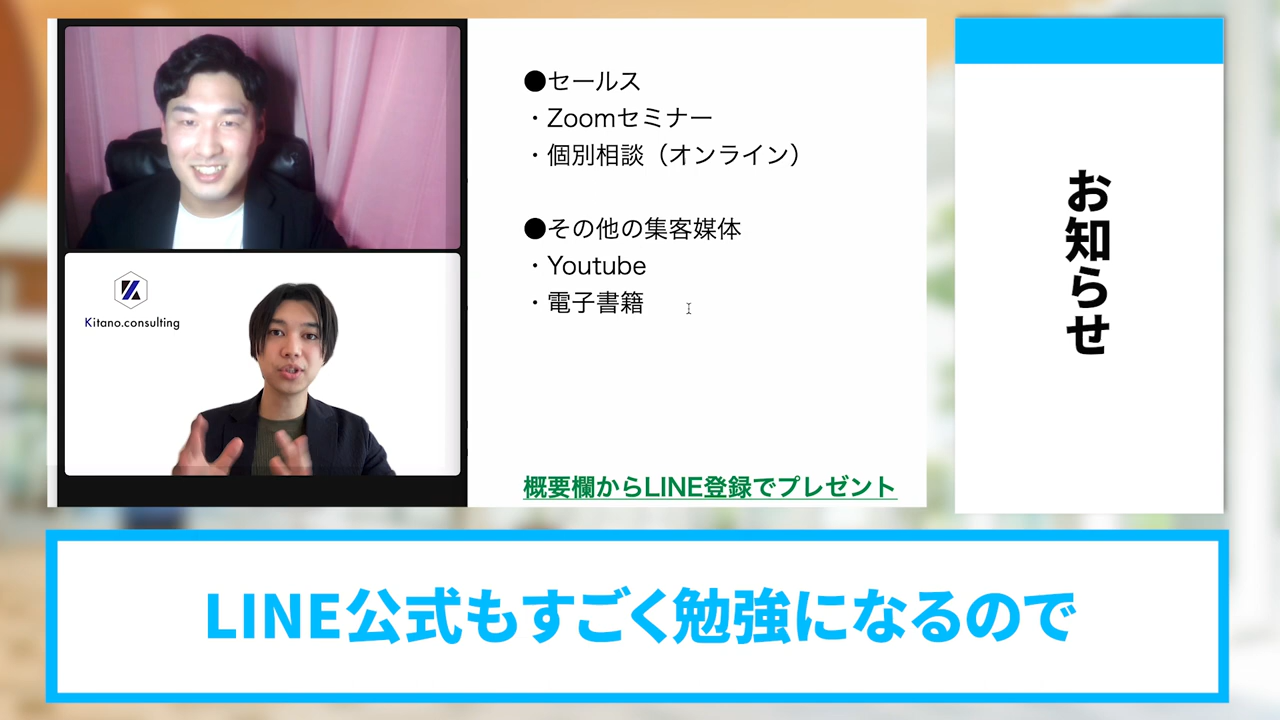 Kitano.consulting
●セールス
・Zoomセミナー
・個別相談（オンライン）
●その他の集客媒体
・Youtube
・電子書籍
概要欄からLINE登録でプレゼント
お知らせ
LINE公式もすごく勉強になるので